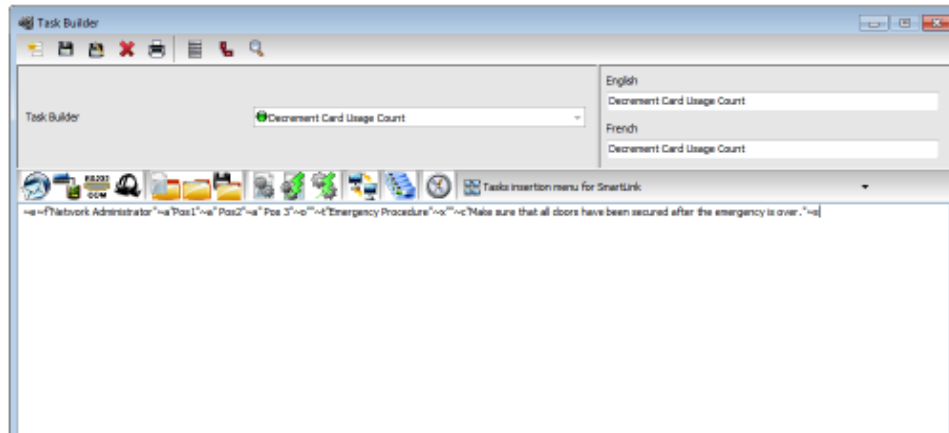 Task Builder
English
Decrement Card Usage Count
Task Builder
Decrement Card Usage Count
French
Decrement Card Usage Count
RS232
COM
Tasks insertion menu for SmartLink
~e~f"Network Administrator"~a"Pos1"~a" Pos2"~a" Pos 3"~o""~t"Emergency Procedure"~x""~c"Make sure that all doors have been secured after the emergency is over."~s